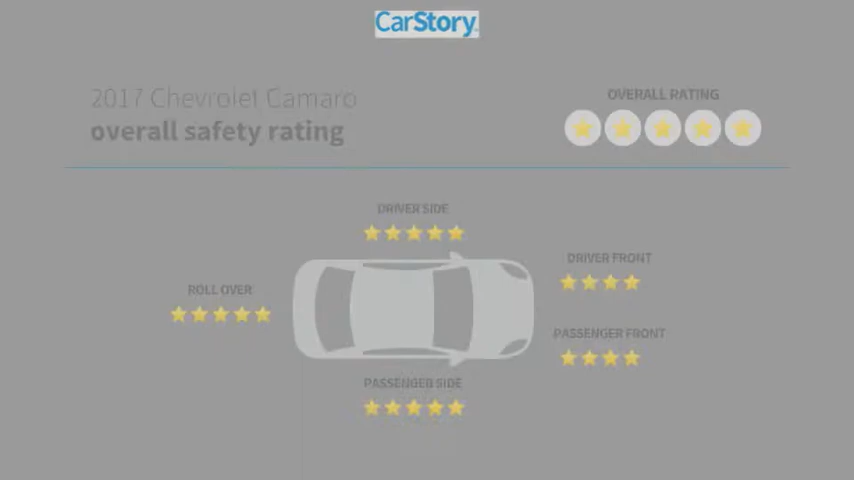 CarStory
2017 Chevrolet Camaro
overall safety rating
OVERALL RATING
DRIVER SIDE
DRIVER FRONT
ROLL OVER
PASSENGER FRONT
PASSENGER SIDE